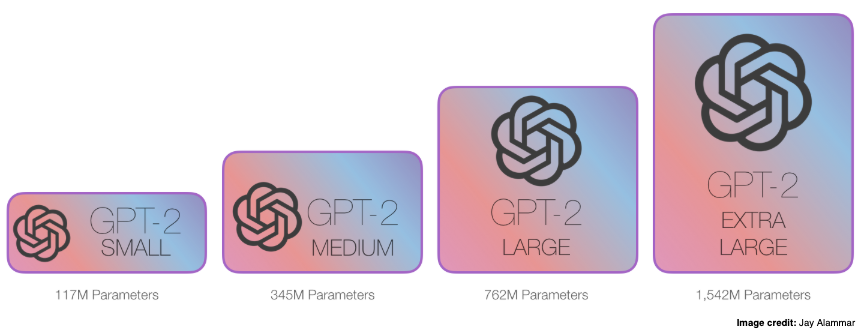 GPT-2
SMALL
117M Parameters
GPT-2
MEDIUM
345M Parameters
GPT-2
LARGE
762M Parameters
GPT-2
EXTRA
LARGE
1,542M Parameters
Image credit: Jay Alammar